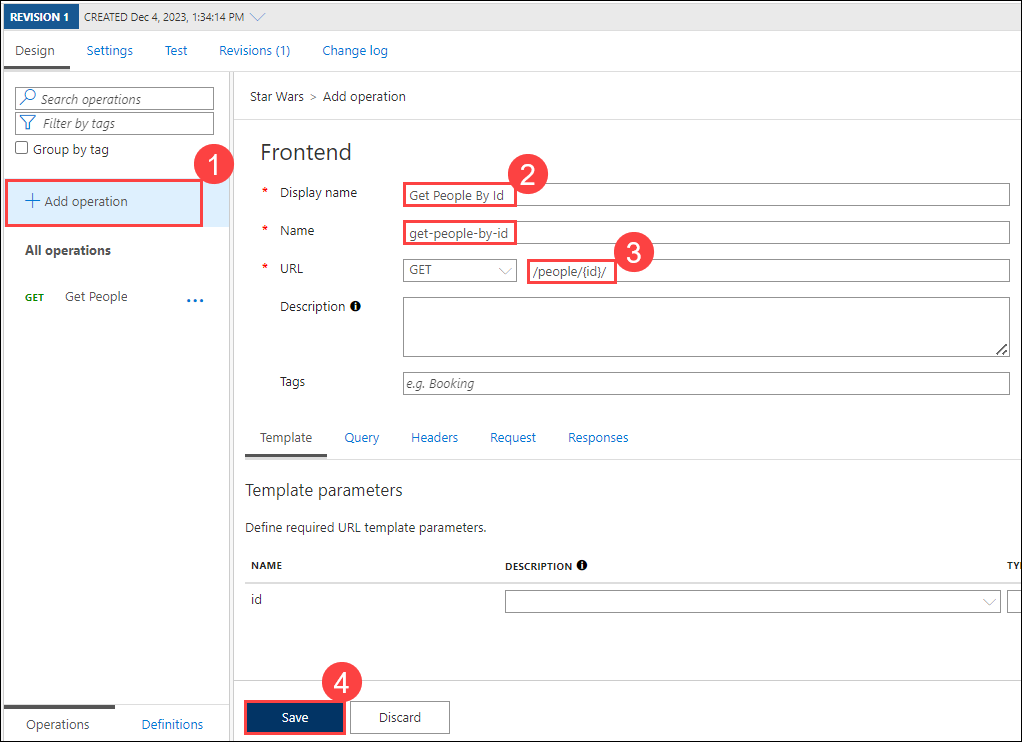 REVISION 1 CREATED Dec 4, 2023, 1:34:14 PM
Design Settings Test Revisions (1) Change log
Search operations
Filter by tags
Group by tag
1
+ Add operation
All operations
GET Get People ...
Star Wars > Add operation
Frontend
2
* Display name Get People By Id
* Name get-people-by-id
3
* URL GET /people/{id}/
Description
Tags e.g. Booking
Template Query Headers Request Responses
Template parameters
Define required URL template parameters.
NAME DESCRIPTION TY
id
4
Save Discard
Operations Definitions